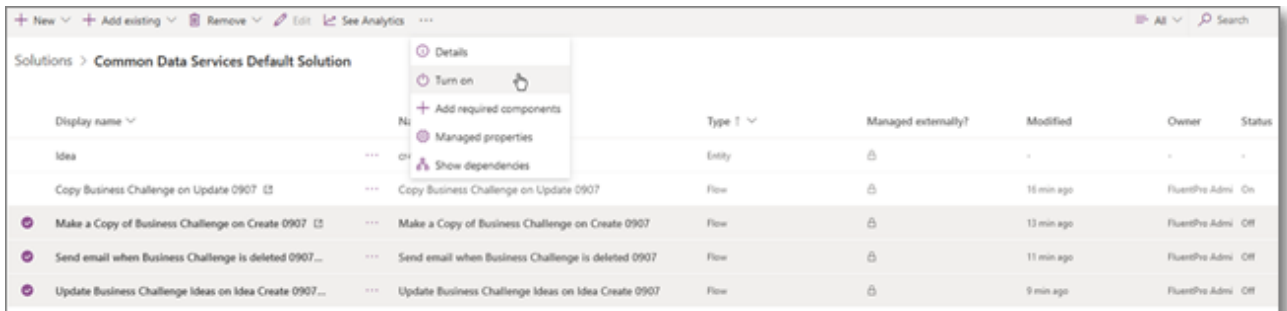 New Add existing Remove Edit See Analytics ··· All Search
Details
Solutions > Common Data Services Default Solution
Turn on
Add required components
Display name Type ↑ Managed externally? Modified Owner Status
Managed properties
Idea ··· Entity - - -
Show dependencies
Copy Business Challenge on Update 0907 ··· Copy Business Challenge on Update 0907 Flow 16 min ago FluentPro Admi On
Make a Copy of Business Challenge on Create 0907 ··· Make a Copy of Business Challenge on Create 0907 Flow 13 min ago FluentPro Admi Off
Send email when Business Challenge is deleted 0907... ··· Send email when Business Challenge is deleted 0907 Flow 11 min ago FluentPro Admi Off
Update Business Challenge Ideas on Idea Create 0907... ··· Update Business Challenge Ideas on Idea Create 0907 Flow 9 min ago FluentPro Admi Off